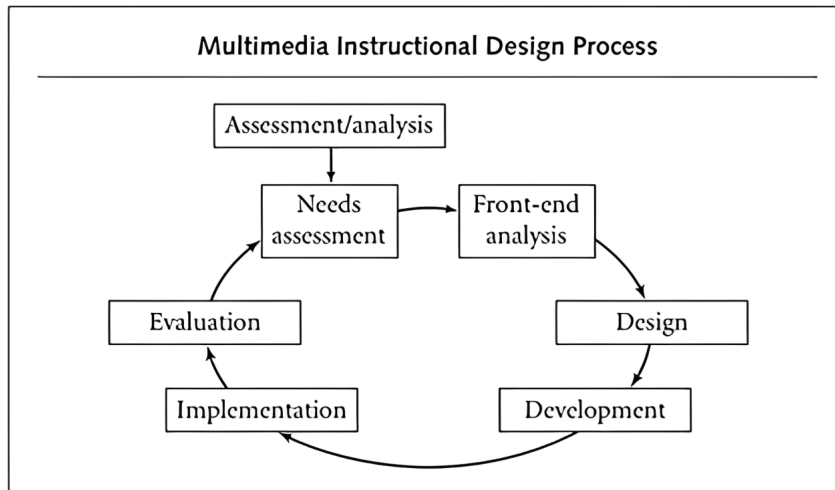 Multimedia Instructional Design Process
Assessment/analysis
Needs
assessment
Front-end
analysis
Evaluation
Design
Implementation
Development